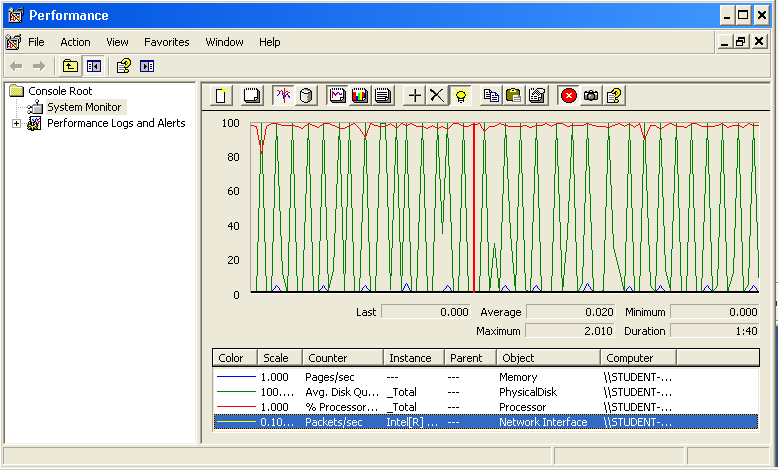 Performance
File Action View Favorites Window Help
Console Root
System Monitor
Performance Logs and Alerts
100
80
60
40
20
0
Last 0.000 Average 0.020 Minimum 0.000
Maximum 2.010 Duration 1:40
Color Scale Counter Instance Parent Object Computer
1.000 Pages/sec --- --- Memory \\STUDENT-...
100.... Avg. Disk Qu... _Total --- PhysicalDisk \\STUDENT-...
1.000 % Processor... _Total --- Processor \\STUDENT-...
0.10... Packets/sec Intel[R] ... --- Network Interface \\STUDENT-...